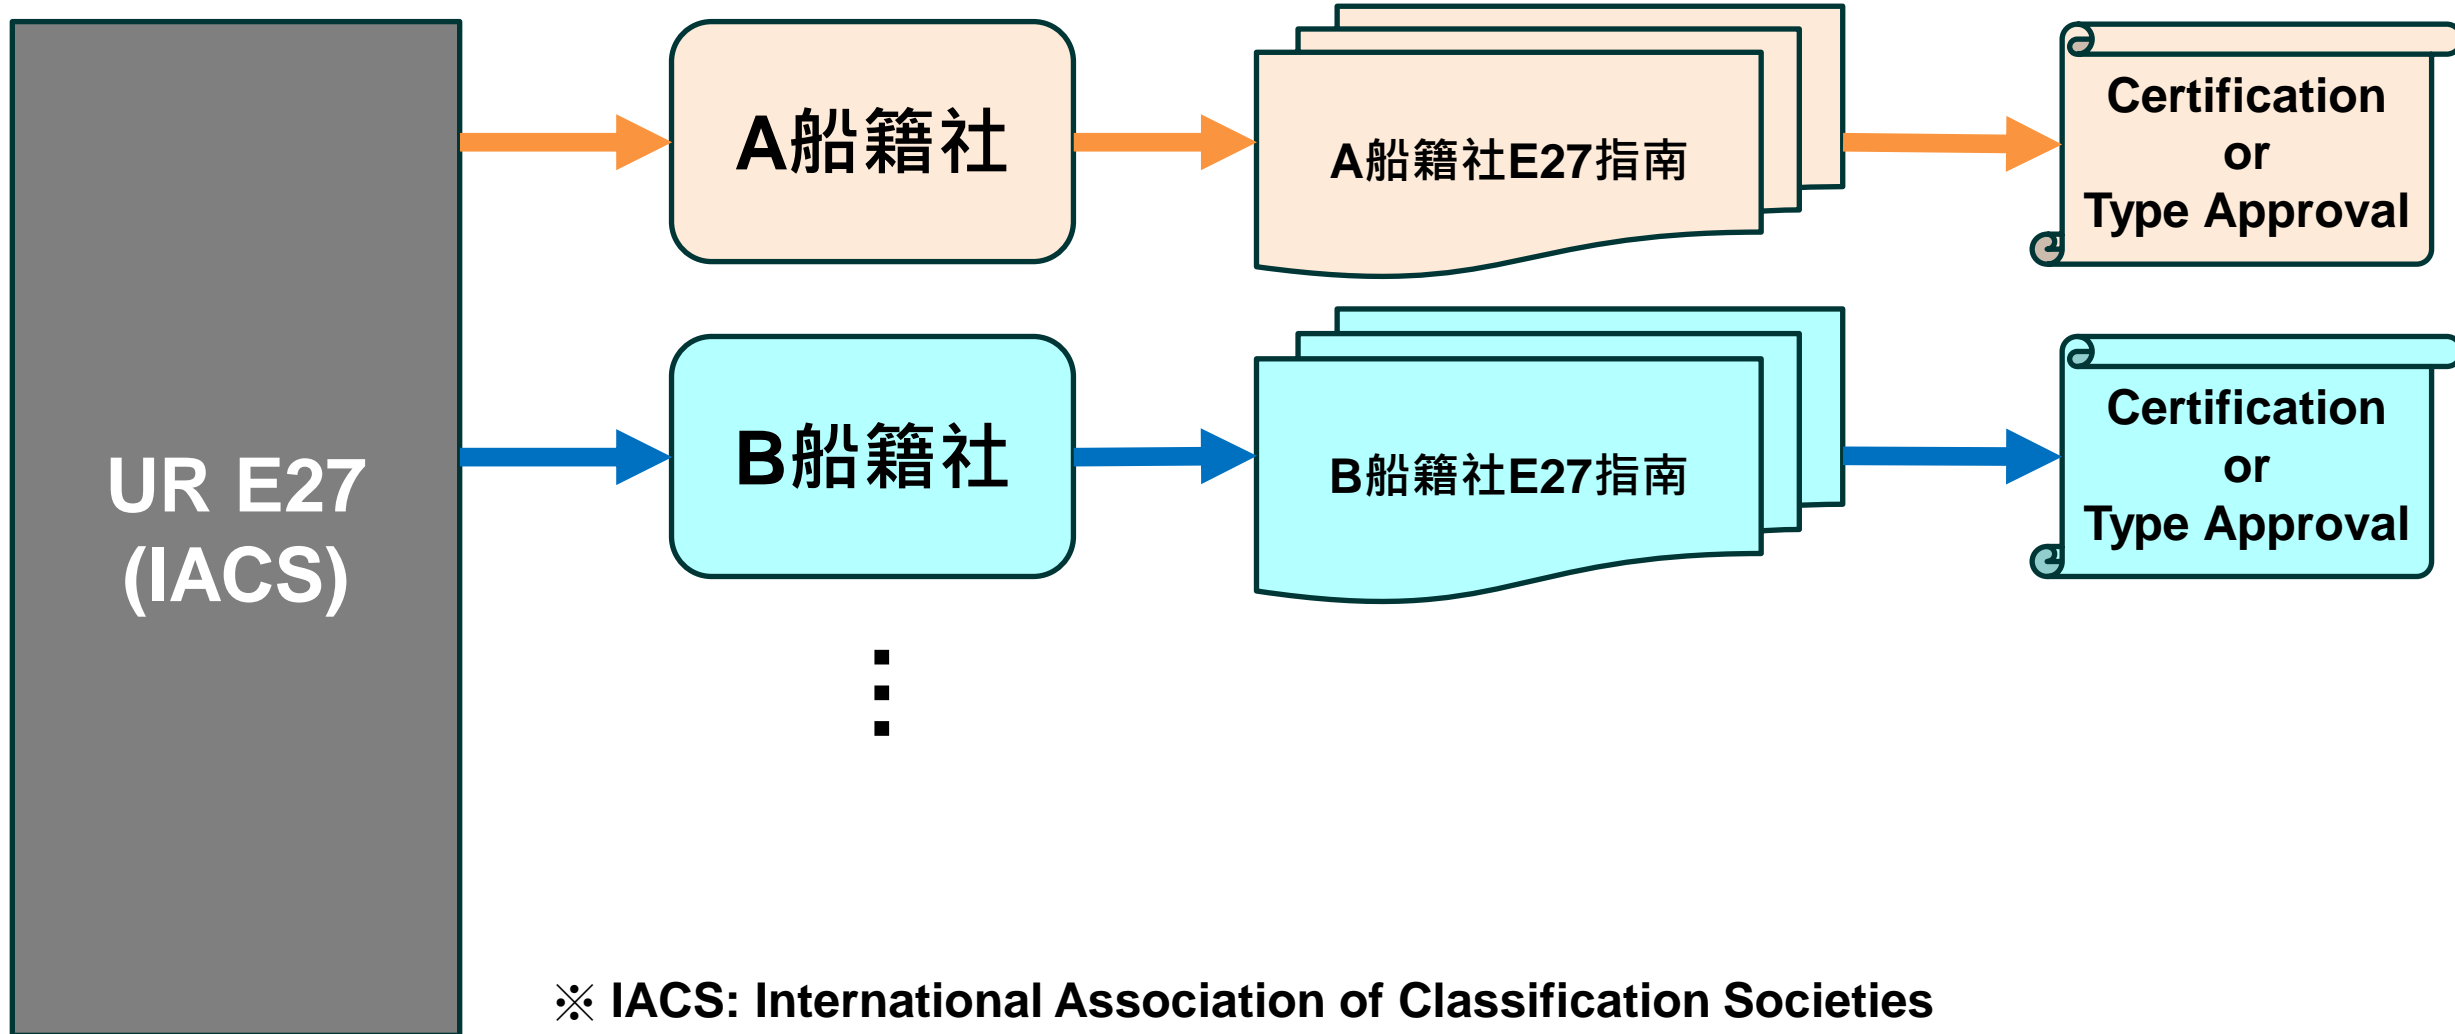 UR E27
(IACS)
A船籍社
A船籍社E27指南
Certification
or
Type Approval
B船籍社
B船籍社E27指南
Certification
or
Type Approval
⋮
※ IACS: International Association of Classification Societies